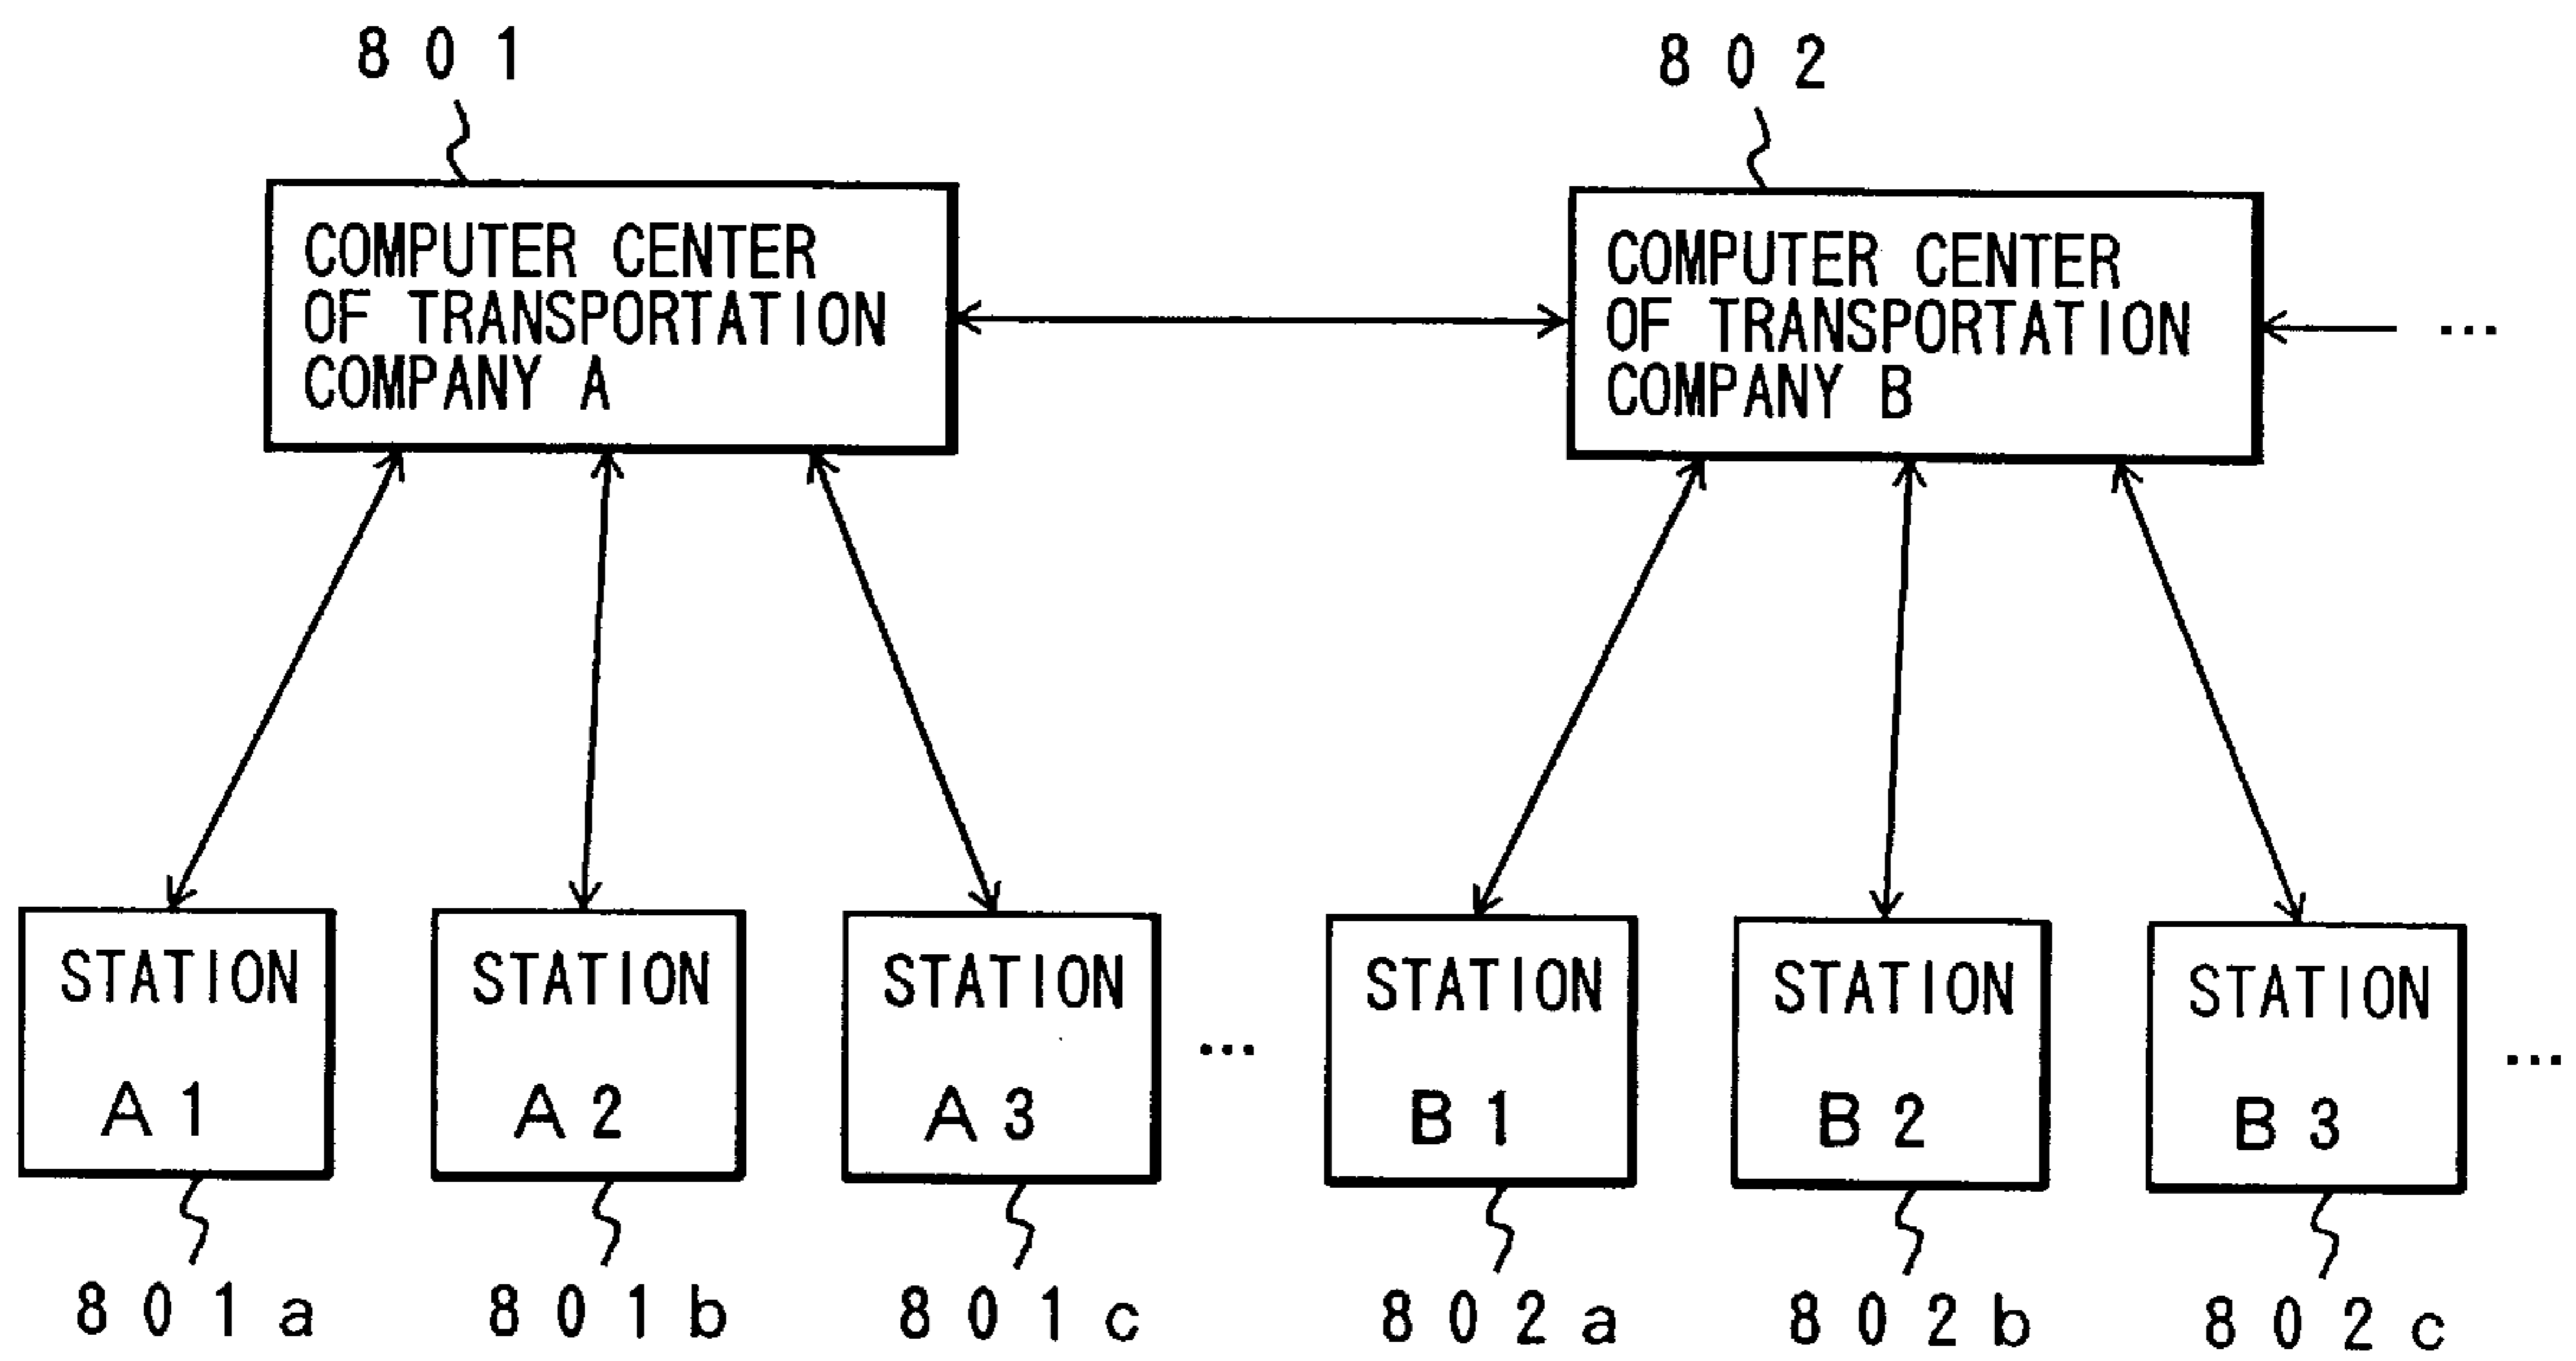 801
802
COMPUTER CENTER
OF TRANSPORTATION
COMPANY A
COMPUTER CENTER
OF TRANSPORTATION
COMPANY B
...
STATION
A1
STATION
A2
STATION
A3
...
STATION
B1
STATION
B2
STATION
B3
...
801a
801b
801c
802a
802b
802c